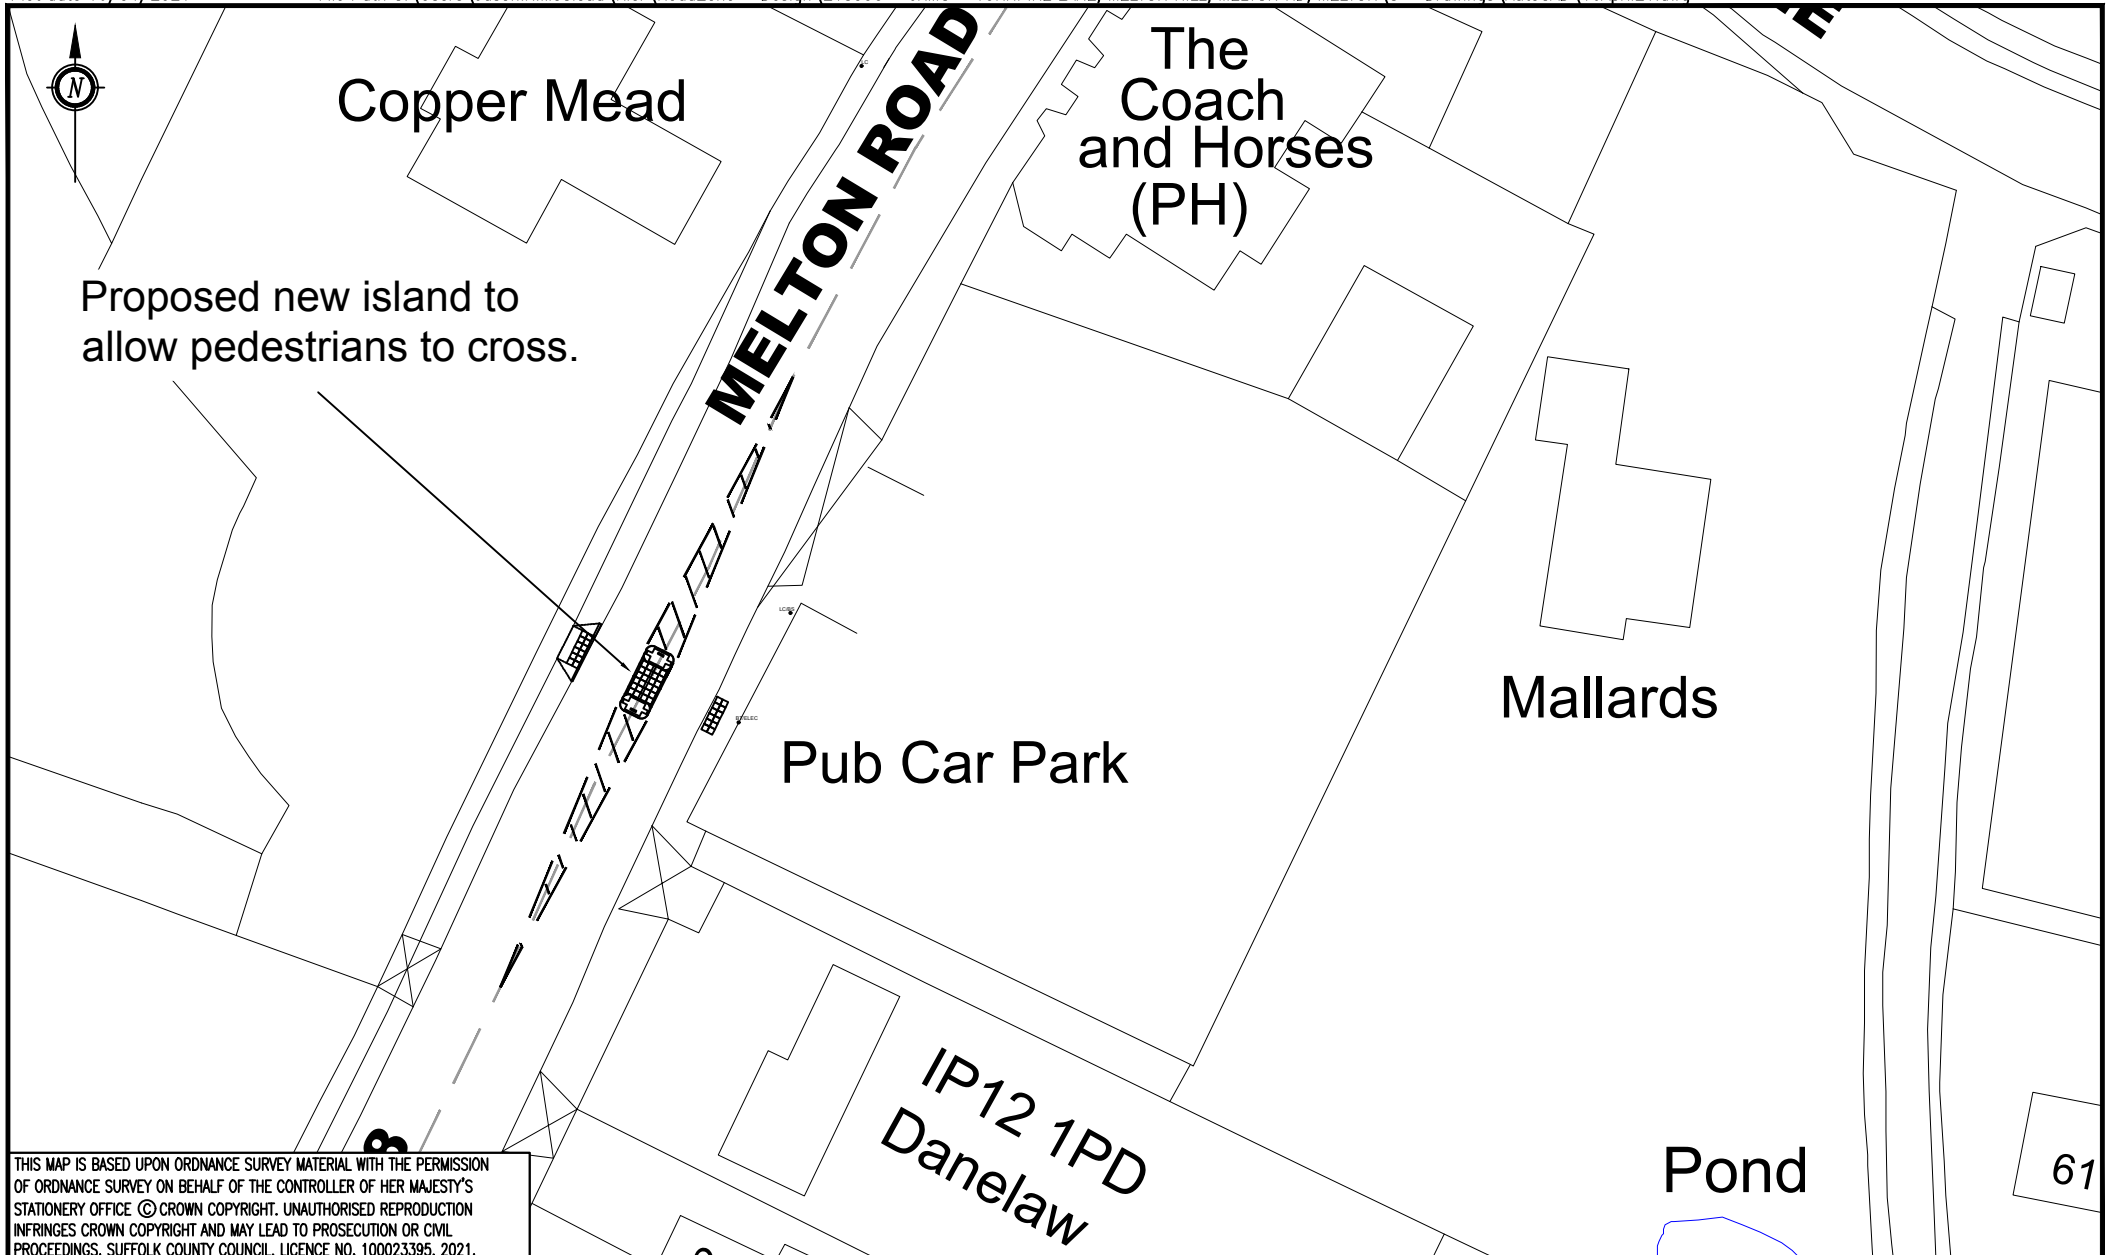 N
Copper Mead
MELTON ROAD
The
Coach
and Horses
(PH)
Proposed new island to
allow pedestrians to cross.
LC
Mallards
Pub Car Park
IP12 1PD
Danelaw
Pond
61
8
THIS MAP IS BASED UPON ORDNANCE SURVEY MATERIAL WITH THE PERMISSION
OF ORDNANCE SURVEY ON BEHALF OF THE CONTROLLER OF HER MAJESTY'S
STATIONERY OFFICE © CROWN COPYRIGHT. UNAUTHORISED REPRODUCTION
INFRINGES CROWN COPYRIGHT AND MAY LEAD TO PROSECUTION OR CIVIL
PROCEEDINGS. SUFFOLK COUNTY COUNCIL. LICENCE NO. 100023395. 2021.